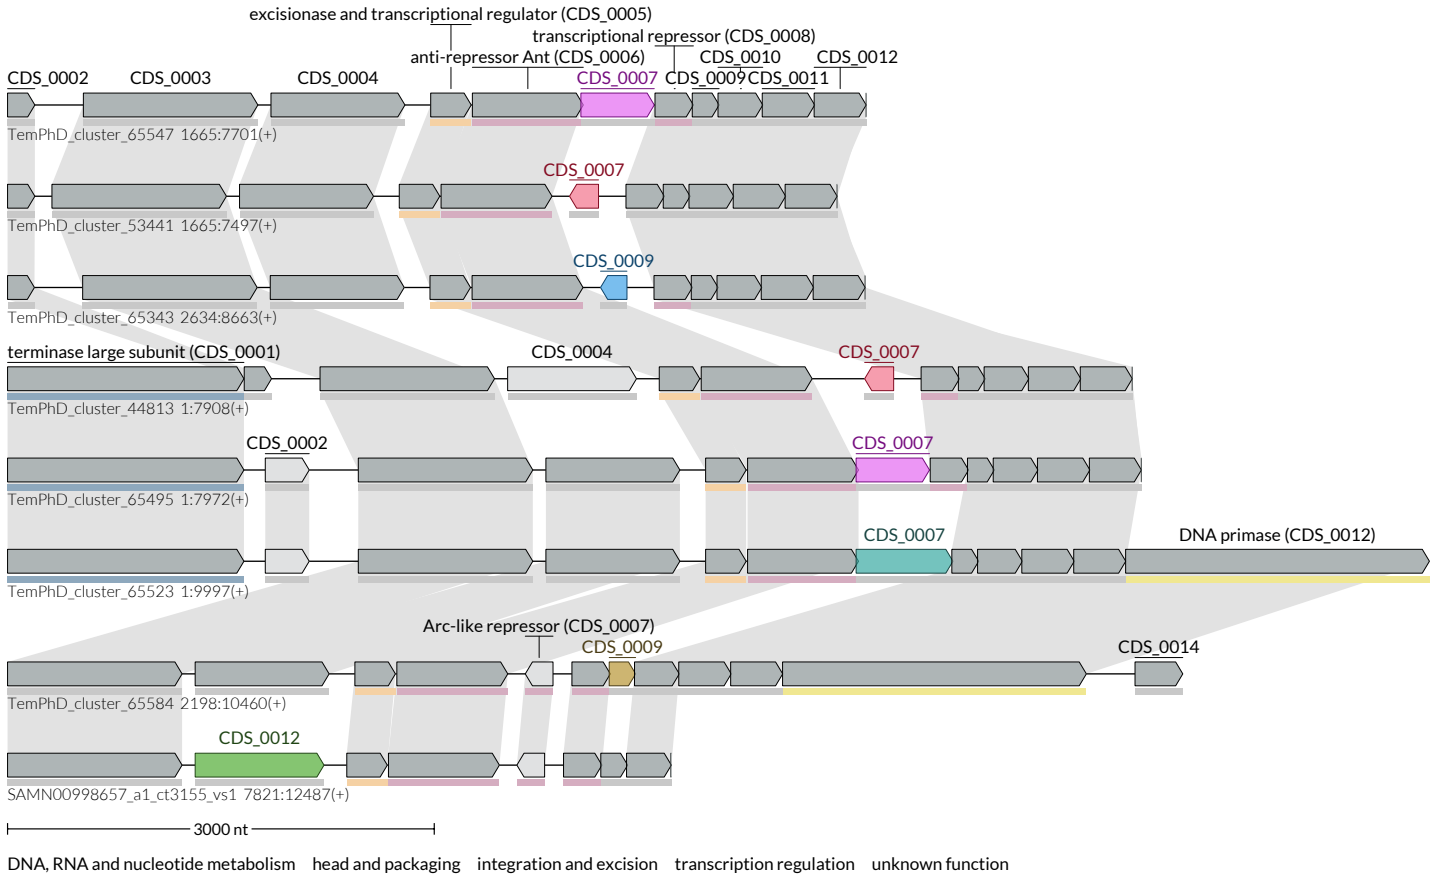 excisionase and transcriptional regulator (CDS_0005)
transcriptional repressor (CDS_0008)
anti-repressor Ant (CDS_0006) CDS_0010 CDS_0012
CDS_0002 CDS_0003 CDS_0004 CDS_0007 CDS_0009 CDS_0011
TemPhD_cluster_65547 1665:7701(+)
CDS_0007
TemPhD_cluster_53441 1665:7497(+)
CDS_0009
TemPhD_cluster_65343 2634:8663(+)
terminase large subunit (CDS_0001) CDS_0004 CDS_0007
TemPhD_cluster_44813 1:7908(+)
CDS_0002 CDS_0007
TemPhD_cluster_65495 1:7972(+)
CDS_0007 DNA primase (CDS_0012)
TemPhD_cluster_65523 1:9997(+)
Arc-like repressor (CDS_0007)
CDS_0009 CDS_0014
TemPhD_cluster_65584 2198:10460(+)
CDS_0012
SAMN00998657_a1_ct3155_vs1 7821:12487(+)
3000 nt
DNA, RNA and nucleotide metabolism head and packaging integration and excision transcription regulation unknown function